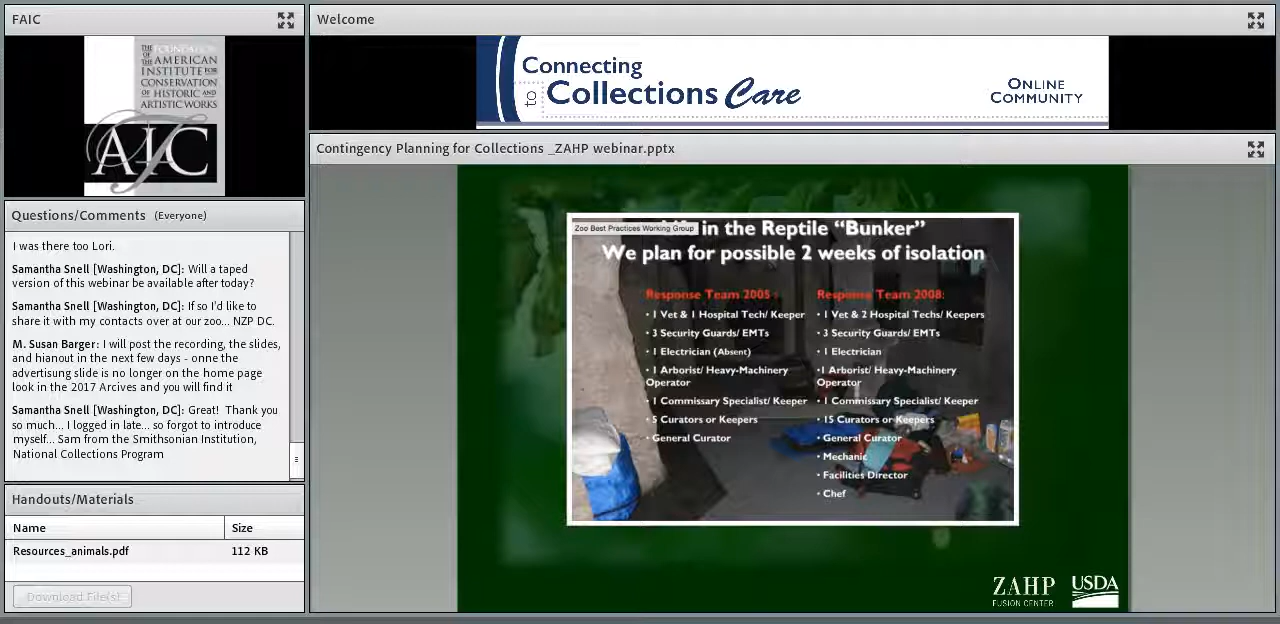 FAIC
THE
FOUNDATION
OF THE AMERICAN
INSTITUTE FOR
CONSERVATION
OF HISTORIC AND
ARTISTIC WORKS
AIC
Questions/Comments (Everyone)
I was there too Lori.
Samantha Snell [Washington, DC]: Will a taped
version of this webinar be available after today?
Samantha Snell [Washington, DC]: If so I'd like to
share it with my contacts over at our zoo... NZP DC.
M. Susan Barger: I will post the recording, the slides,
and hianout in the next few days - onne the
advertisung slide is no longer on the home page
look in the 2017 Arcives and you will find it
Samantha Snell [Washington, DC]: Great! Thank you
so much... I logged in late... so forgot to introduce
myself... Sam from the Smithsonian Institution,
National Collections Program
Handouts/Materials
Name Size
Resources_animals.pdf 112 KB
Download File(s)
Welcome
Connecting
to Collections Care
ONLINE
COMMUNITY
Contingency Planning for Collections _ZAHP webinar.pptx
Zoo Best Practices Working Group
in the Reptile “Bunker”
We plan for possible 2 weeks of isolation
Response Team 2005 :
• 1 Vet & 1 Hospital Tech/ Keeper
• 3 Security Guards/ EMTs
• 1 Electrician (Absent)
• 1 Arborist/ Heavy-Machinery
Operator
• 1 Commissary Specialist/ Keeper
• 5 Curators or Keepers
• General Curator
Response Team 2008:
• 1 Vet & 2 Hospital Techs/ Keepers
• 3 Security Guards/ EMTs
• 1 Electrician
•1 Arborist/ Heavy-Machinery
Operator
• 1 Commissary Specialist/ Keeper
• 15 Curators or Keepers
• General Curator
• Mechanic
• Facilities Director
• Chef
ZAHP
FUSION CENTER
USDA